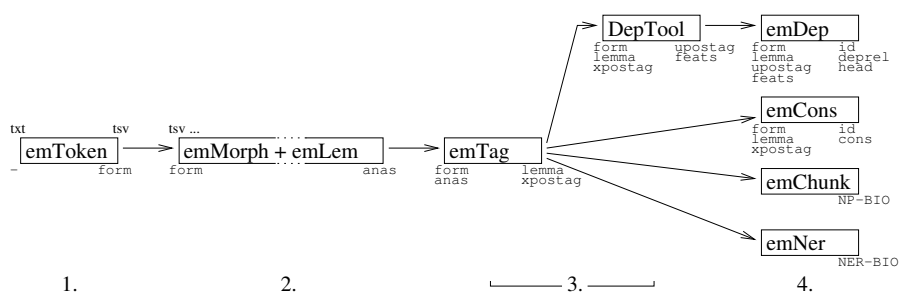 DepTool
emDep
form upostag
lemma feats
xpostag
form id
lemma deprel
upostag head
feats
txt tsv
tsv ...
emToken
emMorph + emLem
emTag
emCons
– form
form anas
form lemma
anas xpostag
form id
lemma cons
xpostag
emChunk
NP-BIO
emNer
NER-BIO
1. 2. 3. 4.